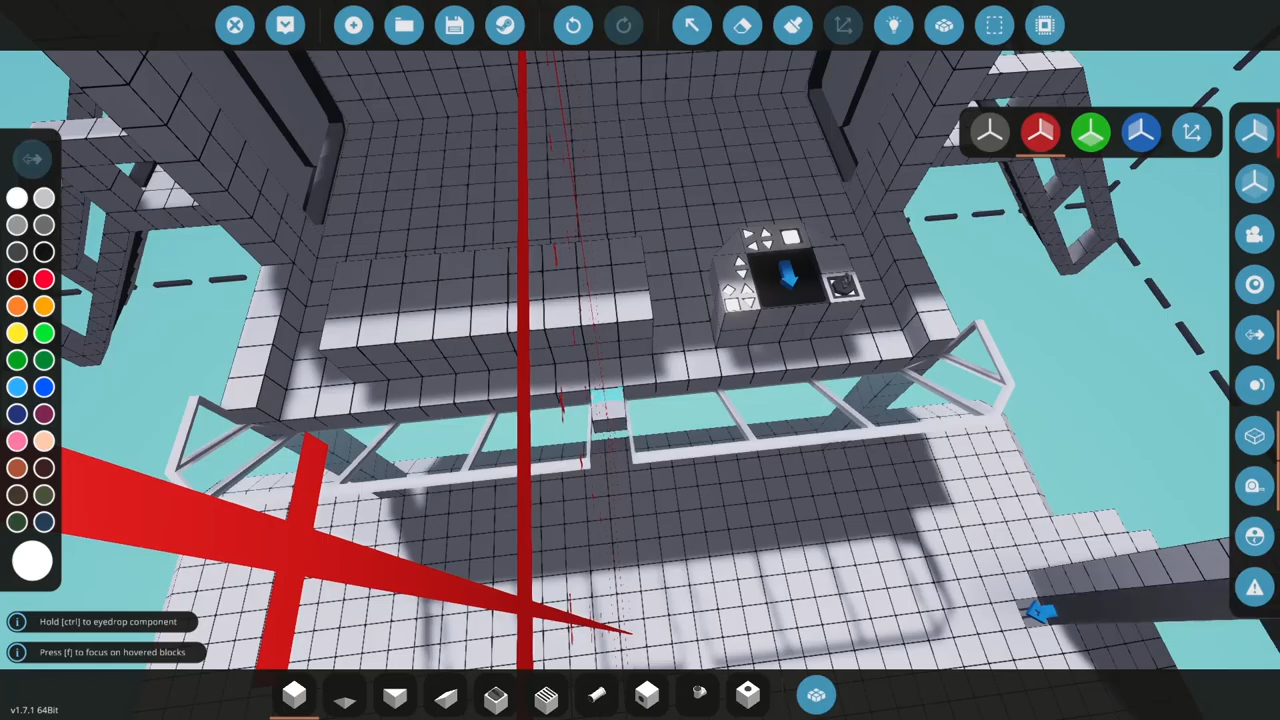 Hold [ctrl] to eyedrop component
Press [f] to focus on hovered blocks
v1.7.1 64Bit